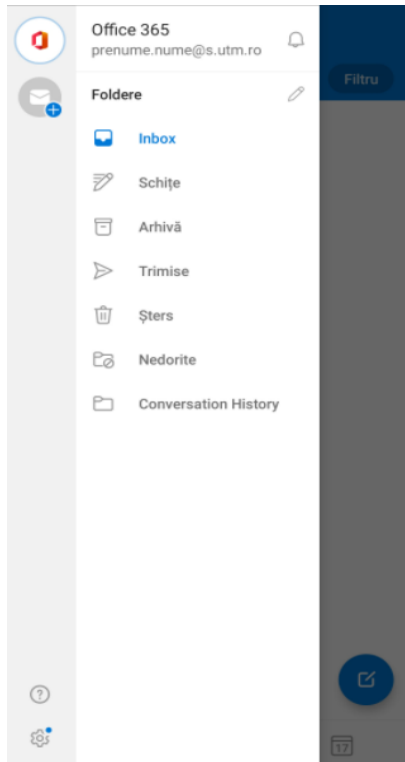 Office 365
prenume.nume@s.utm.ro
Filtru
Foldere
Inbox
Schițe
Arhivă
Trimise
Șters
Nedorite
Conversation History
17